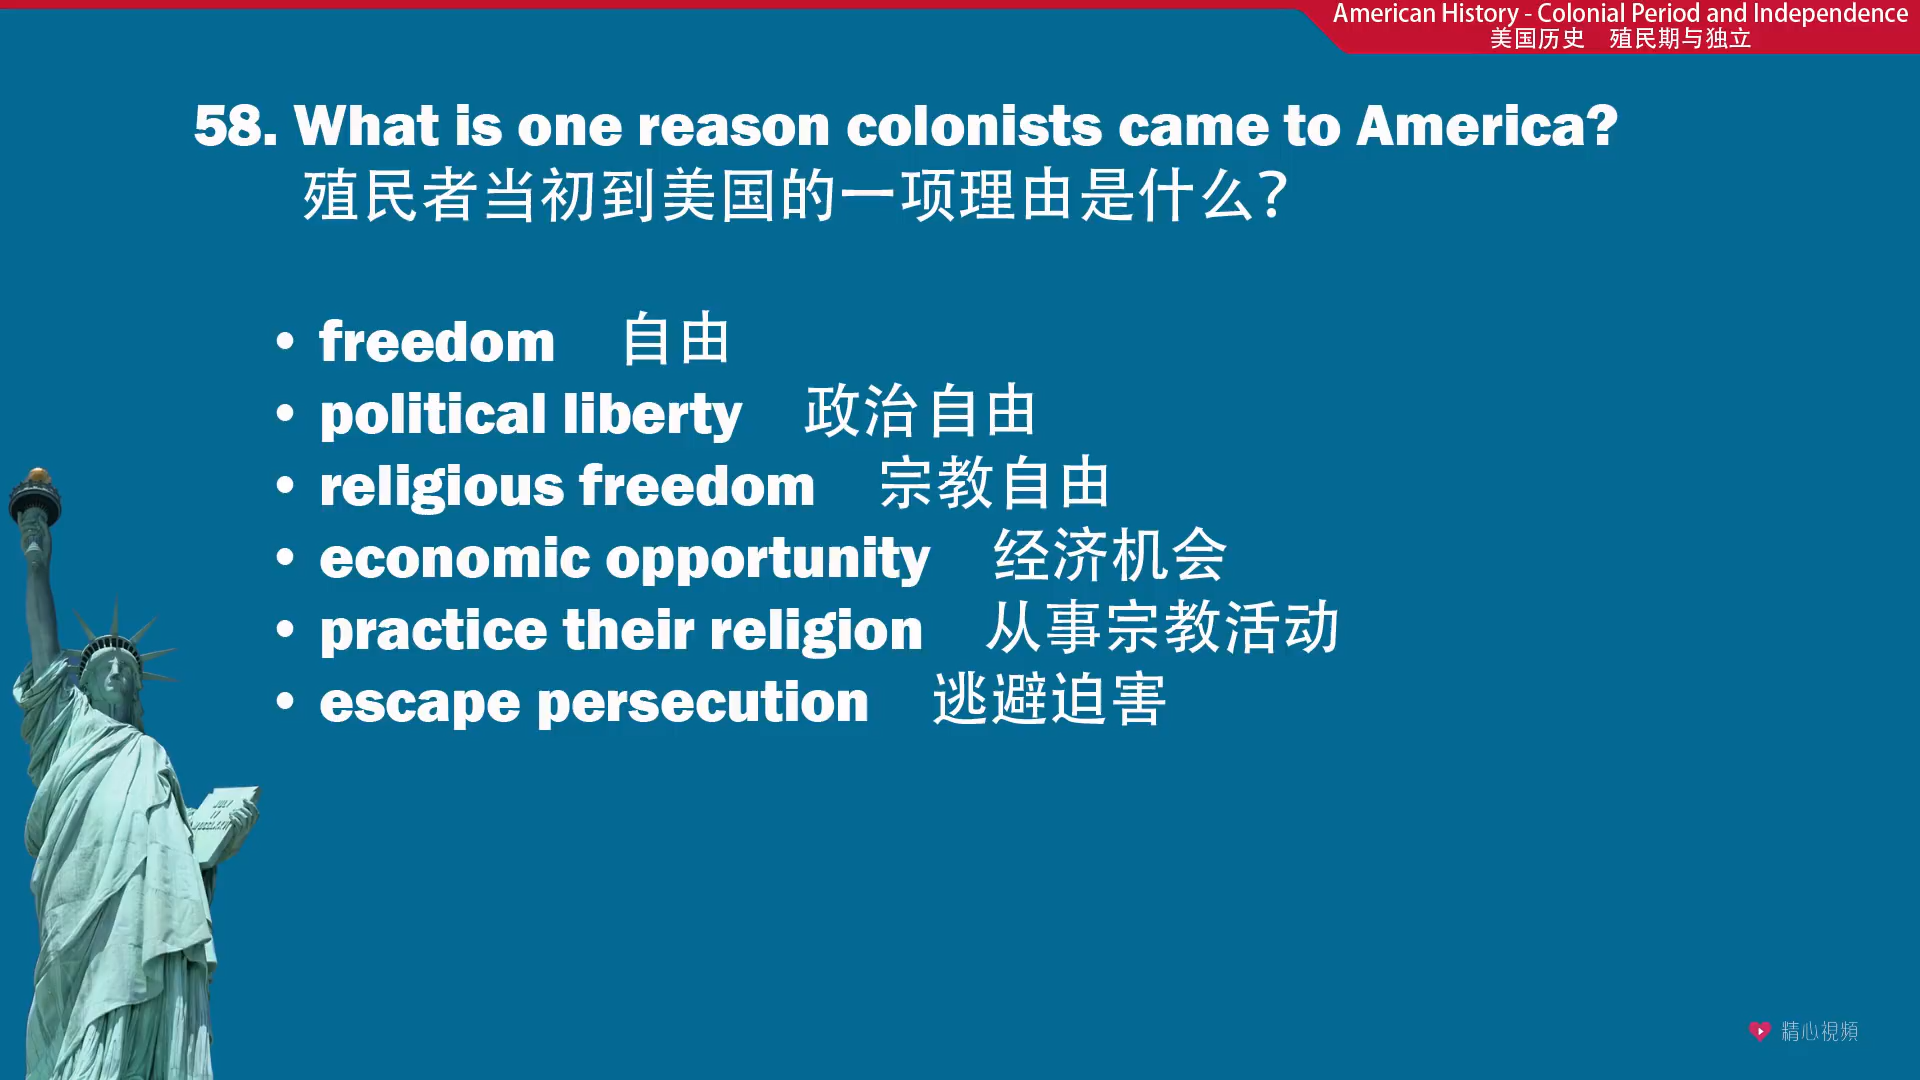 American History - Colonial Period and Independence
美国历史 殖民期与独立
58. What is one reason colonists came to America?
殖民者当初到美国的一项理由是什么？
• freedom 自由
• political liberty 政治自由
• religious freedom 宗教自由
• economic opportunity 经济机会
• practice their religion 从事宗教活动
• escape persecution 逃避迫害
JULY
IV
精心視頻